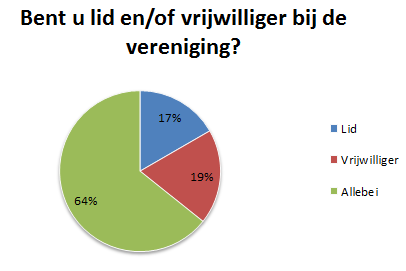 Bent u lid en/of vrijwilliger bij de
vereniging?
17%
19%
64%
Lid
Vrijwilliger
Allebei